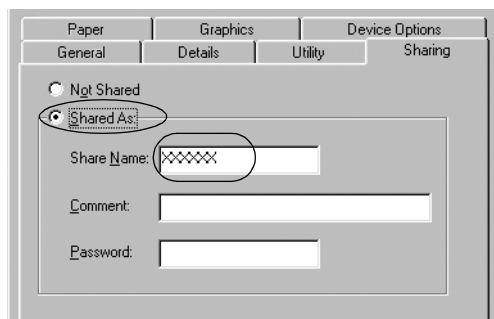 Paper Graphics Device Options
General Details Utility Sharing
Not Shared
Shared As:
Share Name: XXXXXX
Comment:
Password: